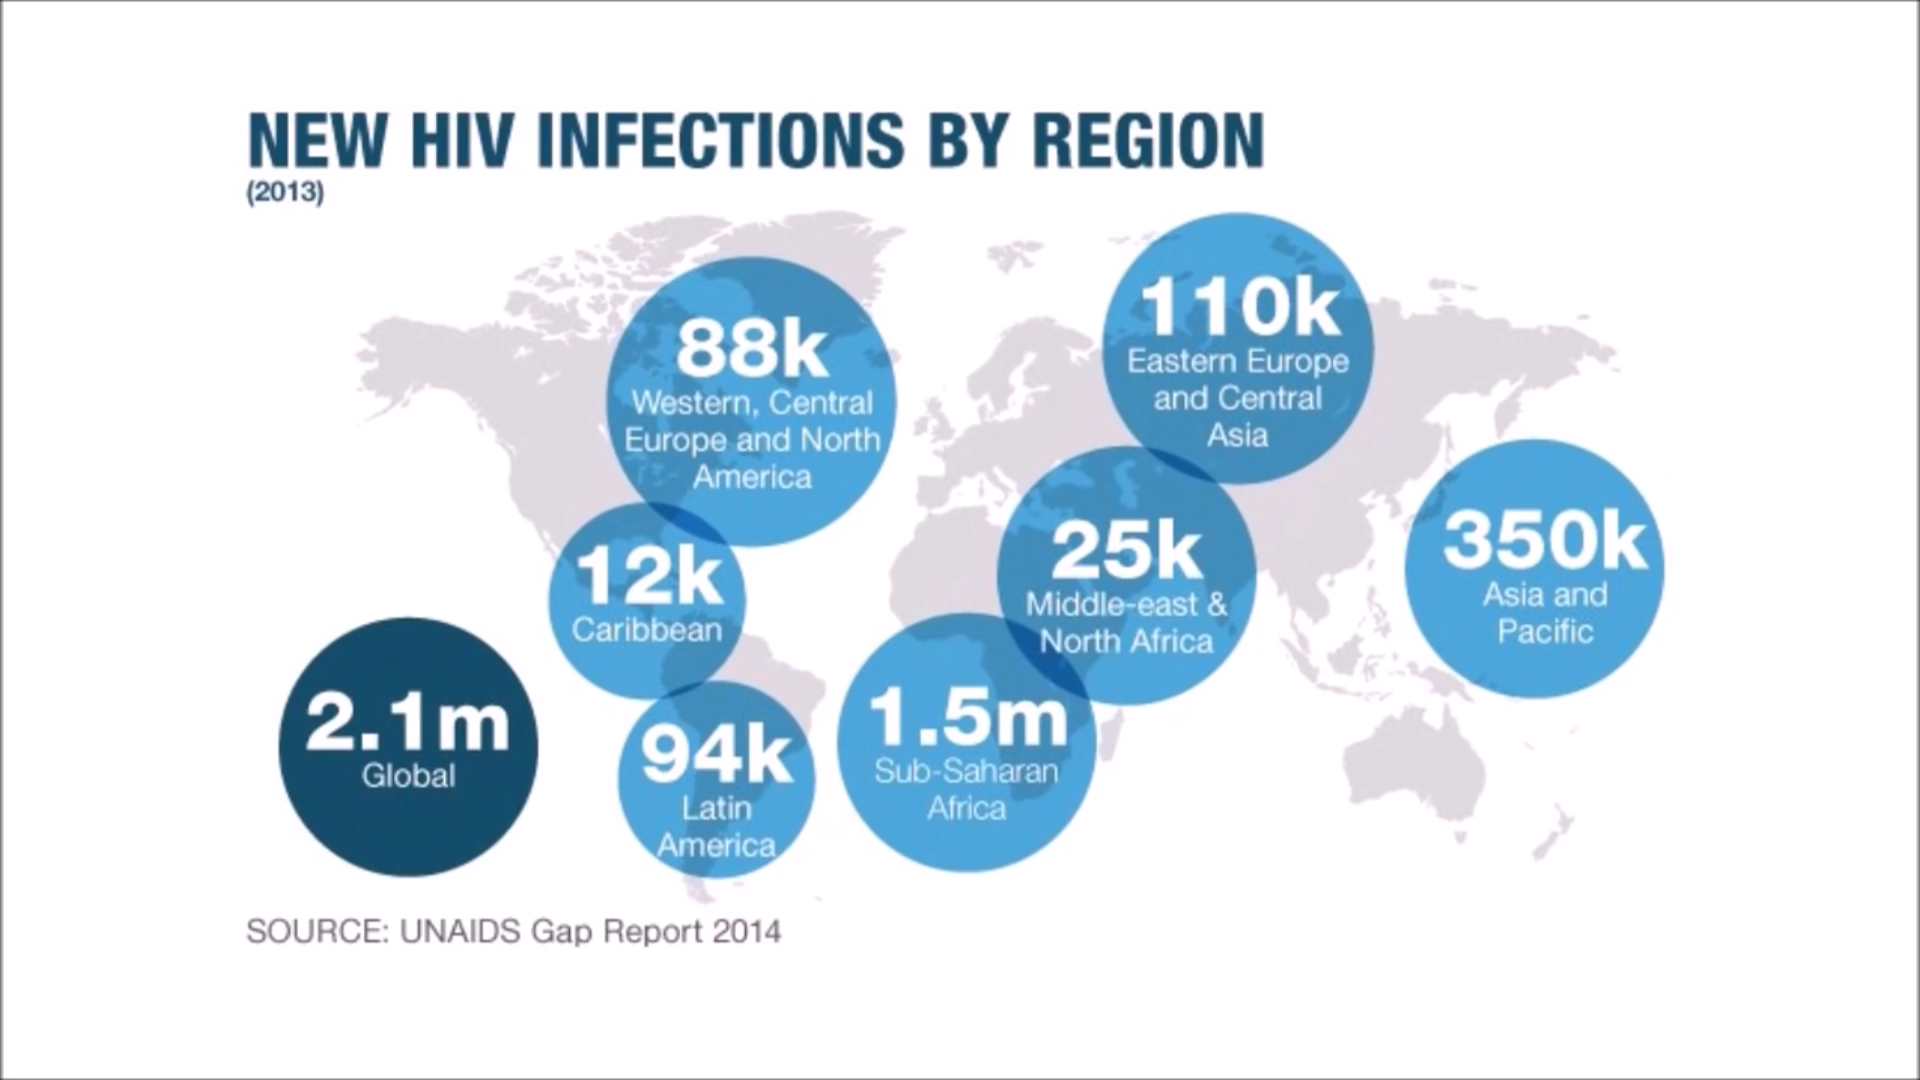 NEW HIV INFECTIONS BY REGION
(2013)
88k
Western, Central
Europe and North
America
110k
Eastern Europe
and Central
Asia
12k
Caribbean
25k
Middle-east &
North Africa
350k
Asia and
Pacific
2.1m
Global
94k
Latin
America
1.5m
Sub-Saharan
Africa
SOURCE: UNAIDS Gap Report 2014